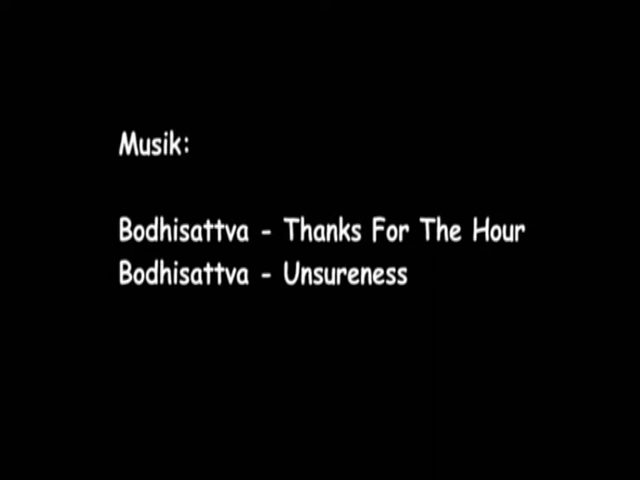 Musik:
Bodhisattva - Thanks For The Hour
Bodhisattva - Unsureness